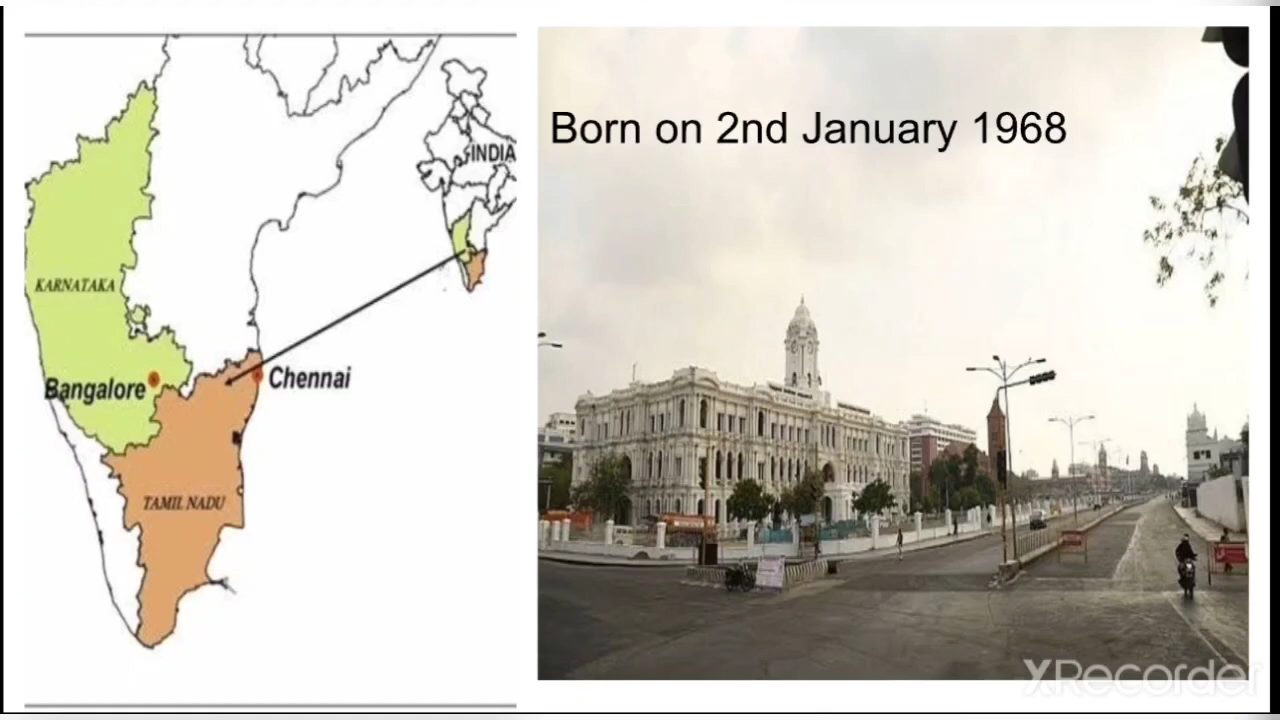 INDIA
KARNATAKA
Bangalore
Chennai
TAMIL NADU
Born on 2nd January 1968
XRecorder